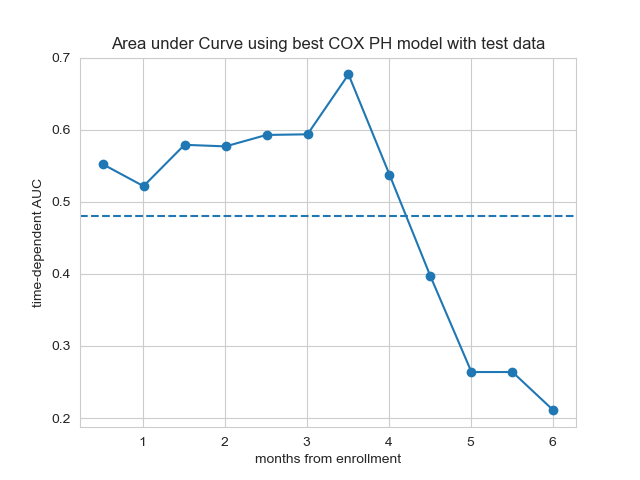 Area under Curve using best COX PH model with test data
time-dependent AUC
0.7
0.6
0.5
0.4
0.3
0.2
1 2 3 4 5 6
months from enrollment